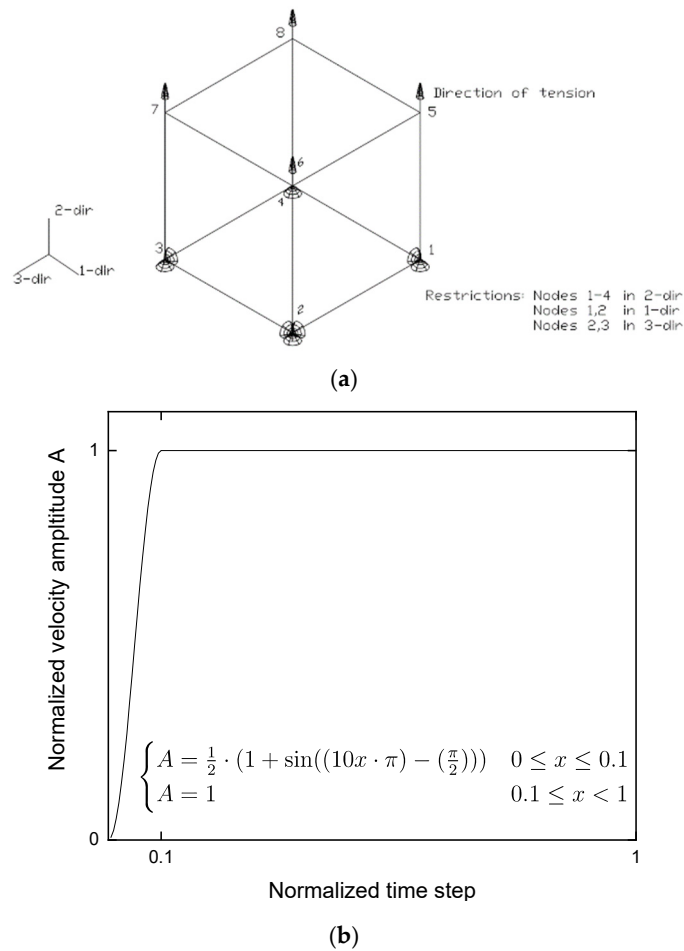 8
7
Direction of tension
5
6
4
2-dir
3
1
3-dir
1-dir
2
Restrictions: Nodes 1-4 in 2-dir
Nodes 1,2 in 1-dir
Nodes 2,3 in 3-dir
(a)
Normalized velocity ampltitude A
1
A = 1/2 · (1 + sin((10x · π) − (π/2))) 0 ≤ x ≤ 0.1
A = 1 0.1 ≤ x < 1
0
0.1
1
Normalized time step
(b)